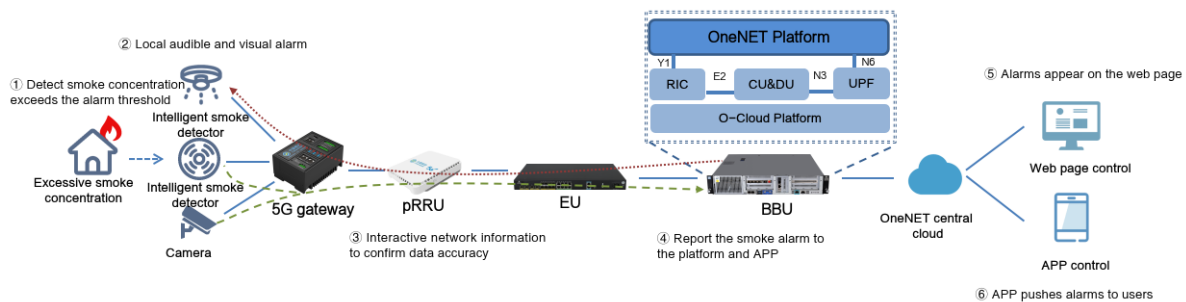 ② Local audible and visual alarm
① Detect smoke concentration
exceeds the alarm threshold
Intelligent smoke
detector
Excessive smoke
concentration
Intelligent smoke
detector
Camera
5G gateway
pRRU
EU
BBU
③ Interactive network information
to confirm data accuracy
④ Report the smoke alarm to
the platform and APP
OneNET Platform
Y1
N6
RIC
E2
CU&DU
N3
UPF
O-Cloud Platform
OneNET central
cloud
⑤ Alarms appear on the web page
Web page control
APP control
⑥ APP pushes alarms to users